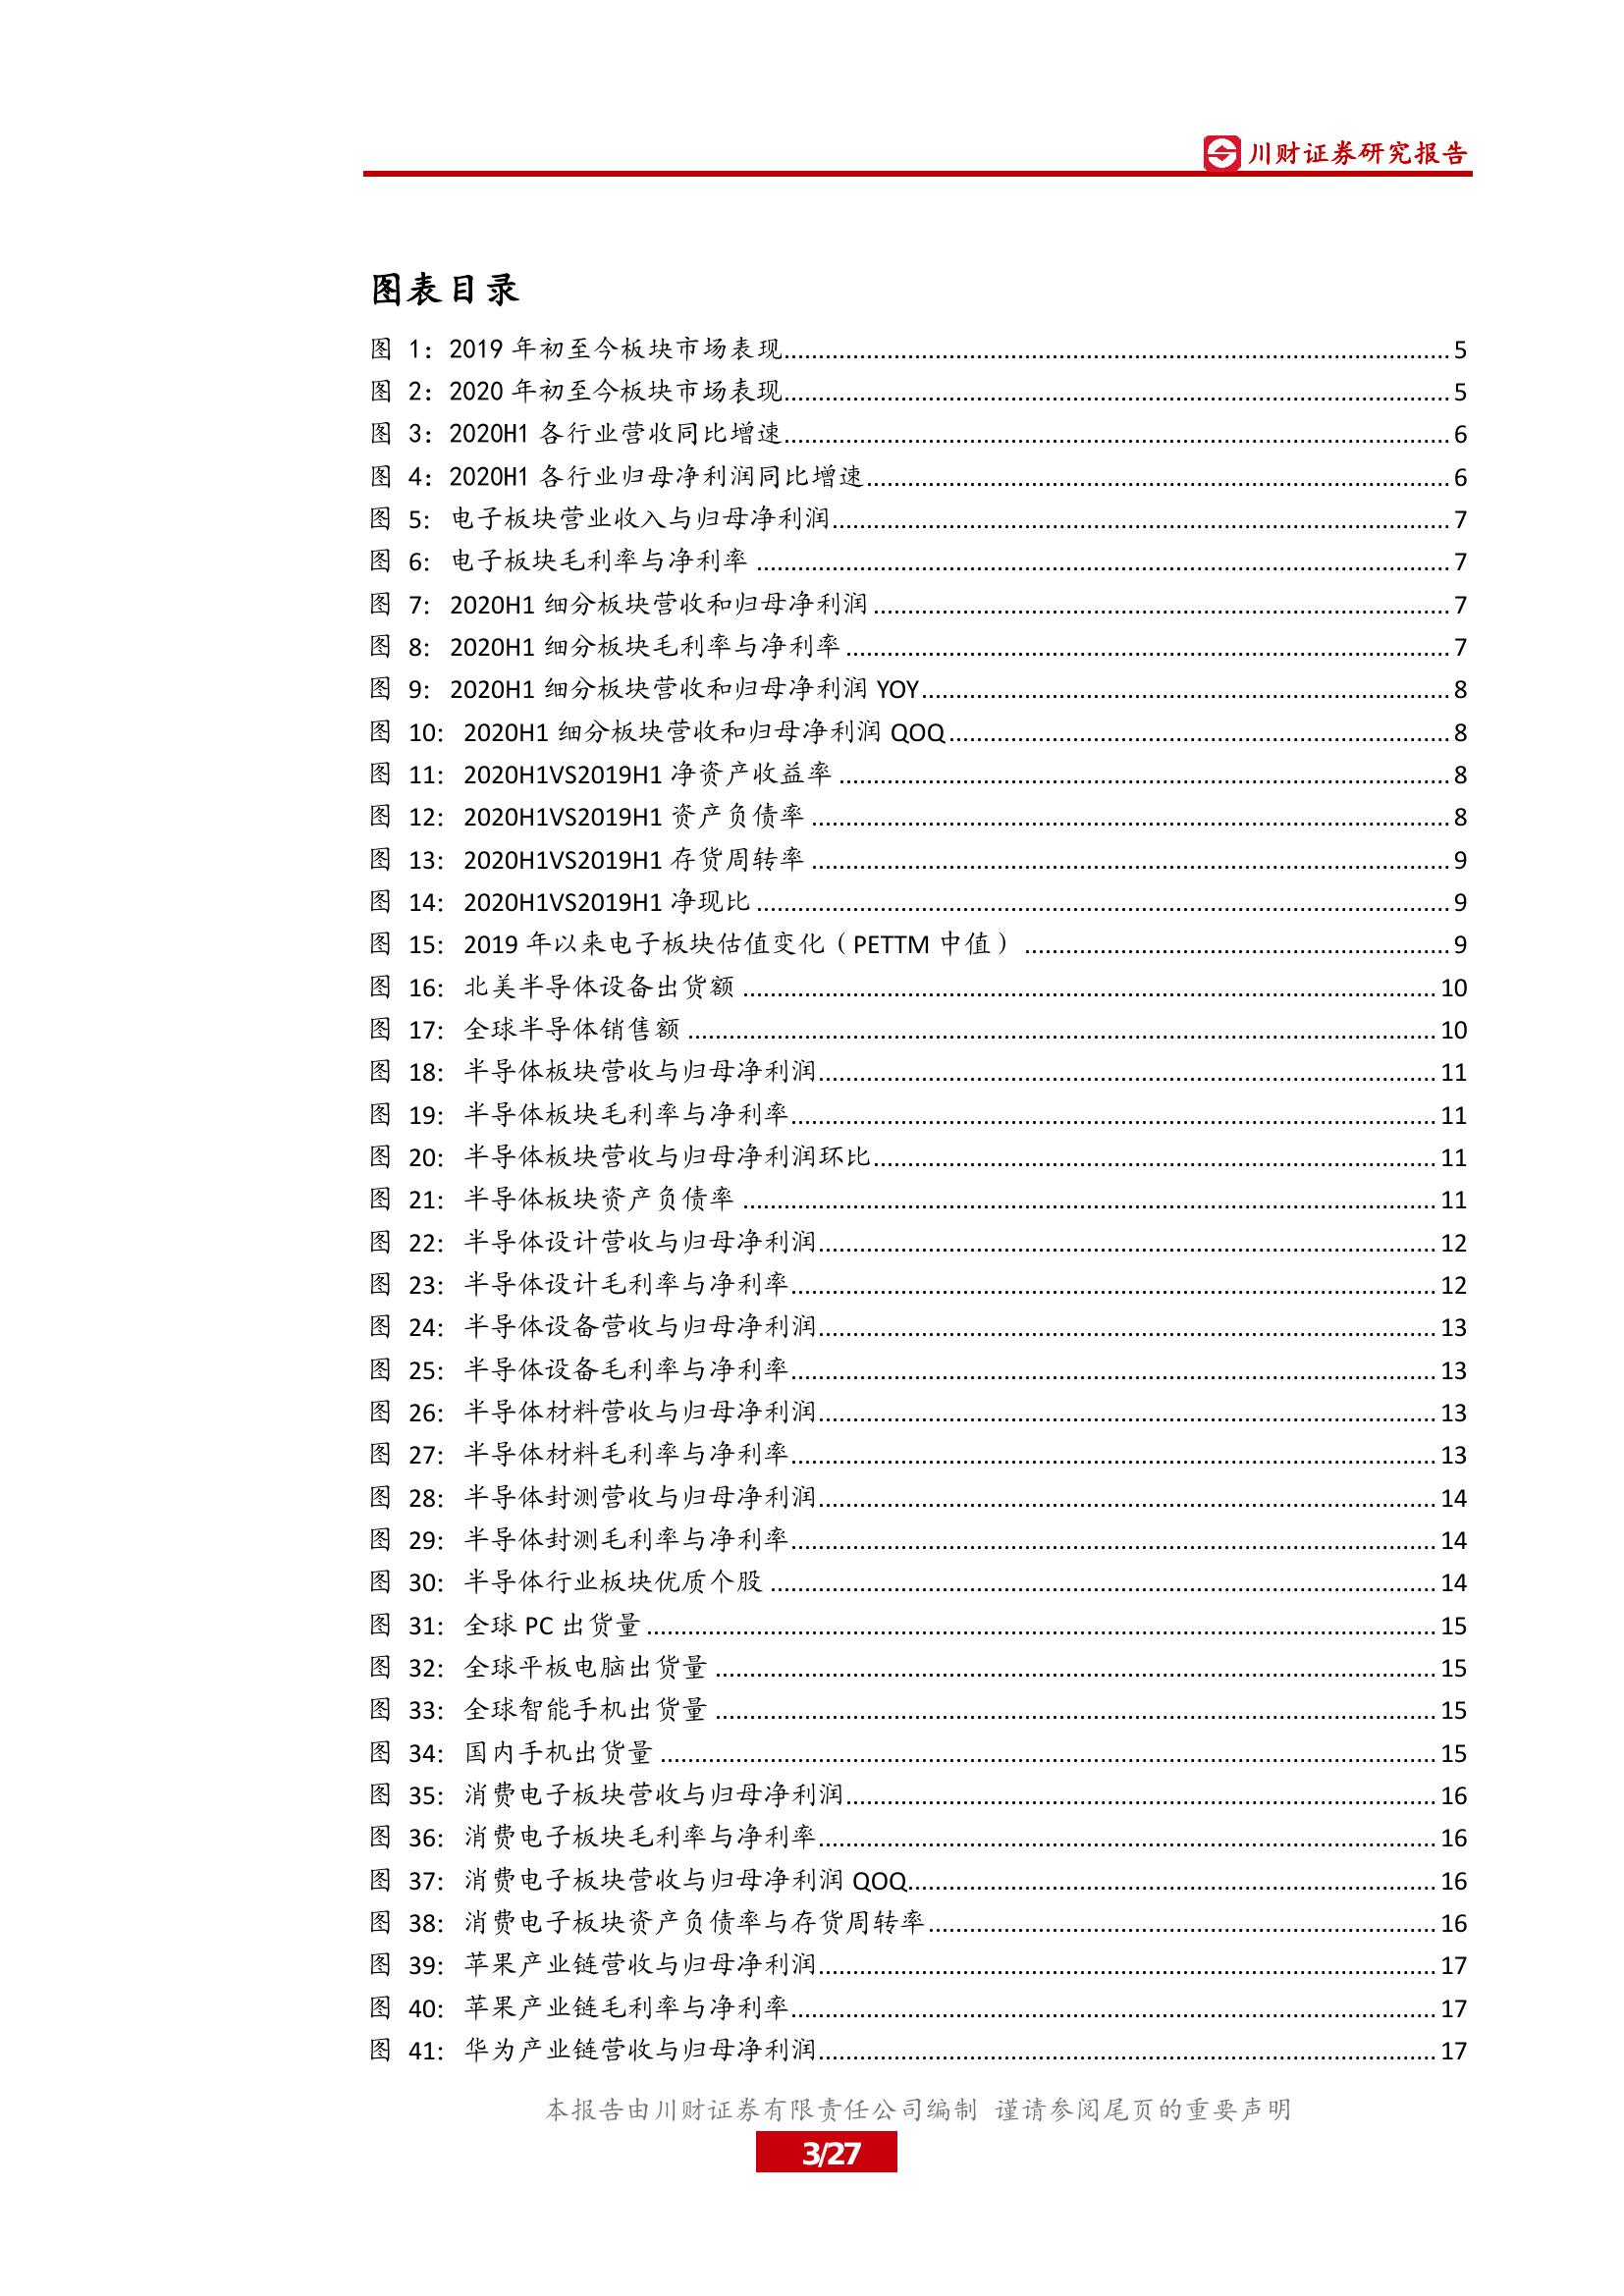 川财证券研究报告
图表目录
图 1：2019 年初至今板块市场表现 5
图 2：2020 年初至今板块市场表现 5
图 3：2020H1 各行业营收同比增速 6
图 4：2020H1 各行业归母净利润同比增速 6
图 5：电子板块营业收入与归母净利润 7
图 6：电子板块毛利率与净利率 7
图 7：2020H1 细分板块营收和归母净利润 7
图 8：2020H1 细分板块毛利率与净利率 7
图 9：2020H1 细分板块营收和归母净利润 YOY 8
图 10：2020H1 细分板块营收和归母净利润 QOQ 8
图 11：2020H1VS2019H1 净资产收益率 8
图 12：2020H1VS2019H1 资产负债率 8
图 13：2020H1VS2019H1 存货周转率 9
图 14：2020H1VS2019H1 净现比 9
图 15：2019 年以来电子板块估值变化（PETTM 中值） 9
图 16：北美半导体设备出货额 10
图 17：全球半导体销售额 10
图 18：半导体板块营收与归母净利润 11
图 19：半导体板块毛利率与净利率 11
图 20：半导体板块营收与归母净利润环比 11
图 21：半导体板块资产负债率 11
图 22：半导体设计营收与归母净利润 12
图 23：半导体设计毛利率与净利率 12
图 24：半导体设备营收与归母净利润 13
图 25：半导体设备毛利率与净利率 13
图 26：半导体材料营收与归母净利润 13
图 27：半导体材料毛利率与净利率 13
图 28：半导体封测营收与归母净利润 14
图 29：半导体封测毛利率与净利率 14
图 30：半导体行业板块优质个股 14
图 31：全球 PC 出货量 15
图 32：全球平板电脑出货量 15
图 33：全球智能手机出货量 15
图 34：国内手机出货量 15
图 35：消费电子板块营收与归母净利润 16
图 36：消费电子板块毛利率与净利率 16
图 37：消费电子板块营收与归母净利润 QOQ 16
图 38：消费电子板块资产负债率与存货周转率 16
图 39：苹果产业链营收与归母净利润 17
图 40：苹果产业链毛利率与净利率 17
图 41：华为产业链营收与归母净利润 17
本报告由川财证券有限责任公司编制 谨请参阅尾页的重要声明
3/27